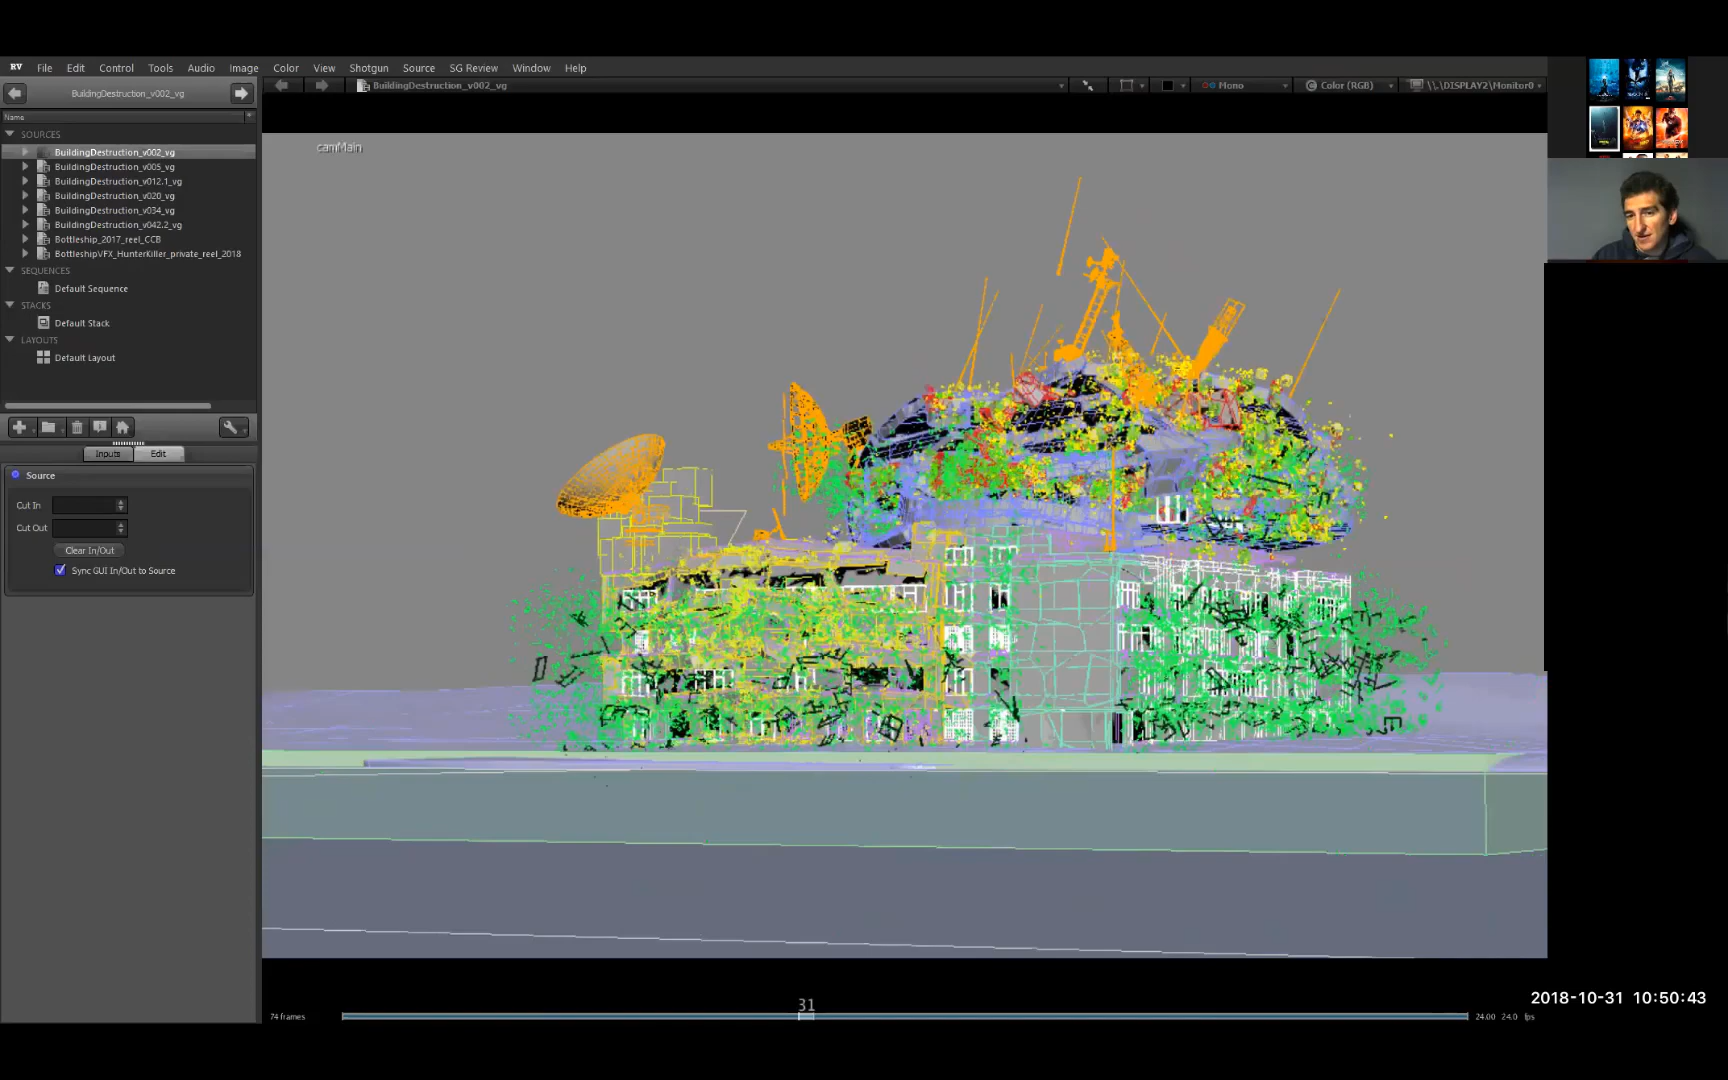 RV File Edit Control Tools Audio Image Color View Shotgun Source SG Review Window Help
BuildingDestruction_v002_vg
BuildingDestruction_v002_vg
Mono
Color (RGB)
\\.\DISPLAY2\Monitor0
Name
SOURCES
BuildingDestruction_v002_vg
BuildingDestruction_v005_vg
BuildingDestruction_v012.1_vg
BuildingDestruction_v020_vg
BuildingDestruction_v034_vg
BuildingDestruction_v042.2_vg
Bottleship_2017_reel_CCB
BottleshipVFX_HunterKiller_private_reel_2018
SEQUENCES
Default Sequence
STACKS
Default Stack
LAYOUTS
Default Layout
Inputs Edit
Source
Cut In
Cut Out
Clear In/Out
Sync GUI In/Out to Source
camMain
31
74 frames
24.00 24.0 fps
2018-10-31 10:50:43